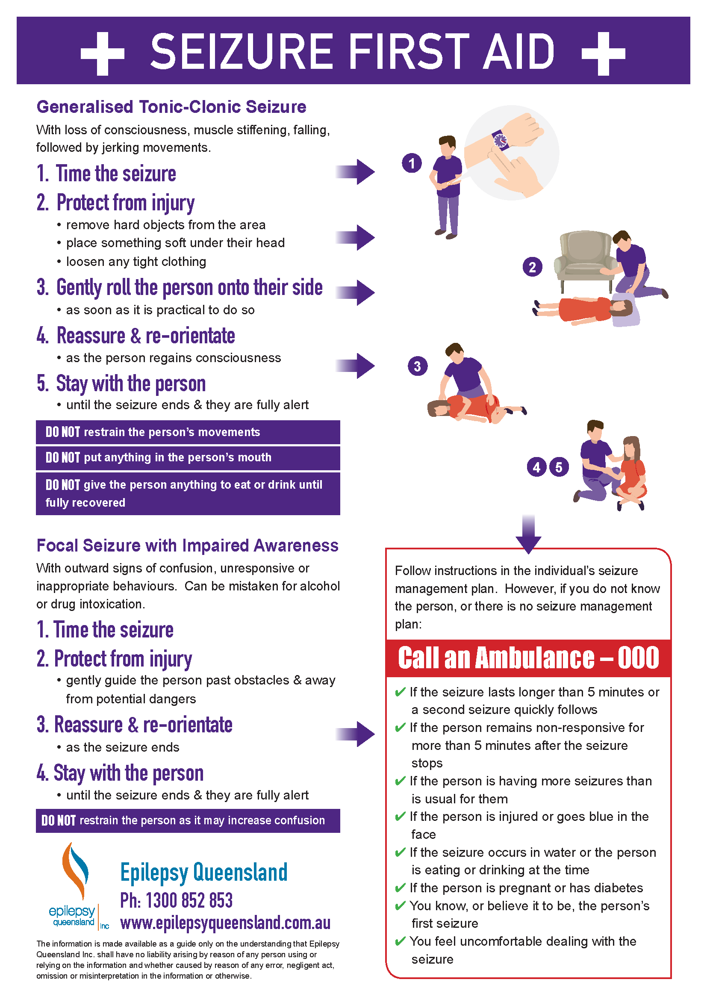 SEIZURE FIRST AID
Generalised Tonic-Clonic Seizure
With loss of consciousness, muscle stiffening, falling,
followed by jerking movements.
1. Time the seizure
2. Protect from injury
• remove hard objects from the area
• place something soft under their head
• loosen any tight clothing
3. Gently roll the person onto their side
• as soon as it is practical to do so
4. Reassure & re-orientate
• as the person regains consciousness
5. Stay with the person
• until the seizure ends & they are fully alert
DO NOT restrain the person's movements
DO NOT put anything in the person's mouth
DO NOT give the person anything to eat or drink until
fully recovered
1
2
3
4 5
Focal Seizure with Impaired Awareness
With outward signs of confusion, unresponsive or
inappropriate behaviours.  Can be mistaken for alcohol
or drug intoxication.
1. Time the seizure
2. Protect from injury
• gently guide the person past obstacles & away
from potential dangers
3. Reassure & re-orientate
• as the seizure ends
4. Stay with the person
• until the seizure ends & they are fully alert
DO NOT restrain the person as it may increase confusion
Follow instructions in the individual's seizure
management plan.  However, if you do not know
the person, or there is no seizure management
plan:
Call an Ambulance – 000
✔ If the seizure lasts longer than 5 minutes or
a second seizure quickly follows
✔ If the person remains non-responsive for
more than 5 minutes after the seizure
stops
✔ If the person is having more seizures than
is usual for them
✔ If the person is injured or goes blue in the
face
✔ If the seizure occurs in water or the person
is eating or drinking at the time
✔ If the person is pregnant or has diabetes
✔ You know, or believe it to be, the person's
first seizure
✔ You feel uncomfortable dealing with the
seizure
epilepsy
queensland Inc
Epilepsy Queensland
Ph: 1300 852 853
www.epilepsyqueensland.com.au
The information is made available as a guide only on the understanding that Epilepsy
Queensland Inc. shall have no liability arising by reason of any person using or
relying on the information and whether caused by reason of any error, negligent act,
omission or misinterpretation in the information or otherwise.